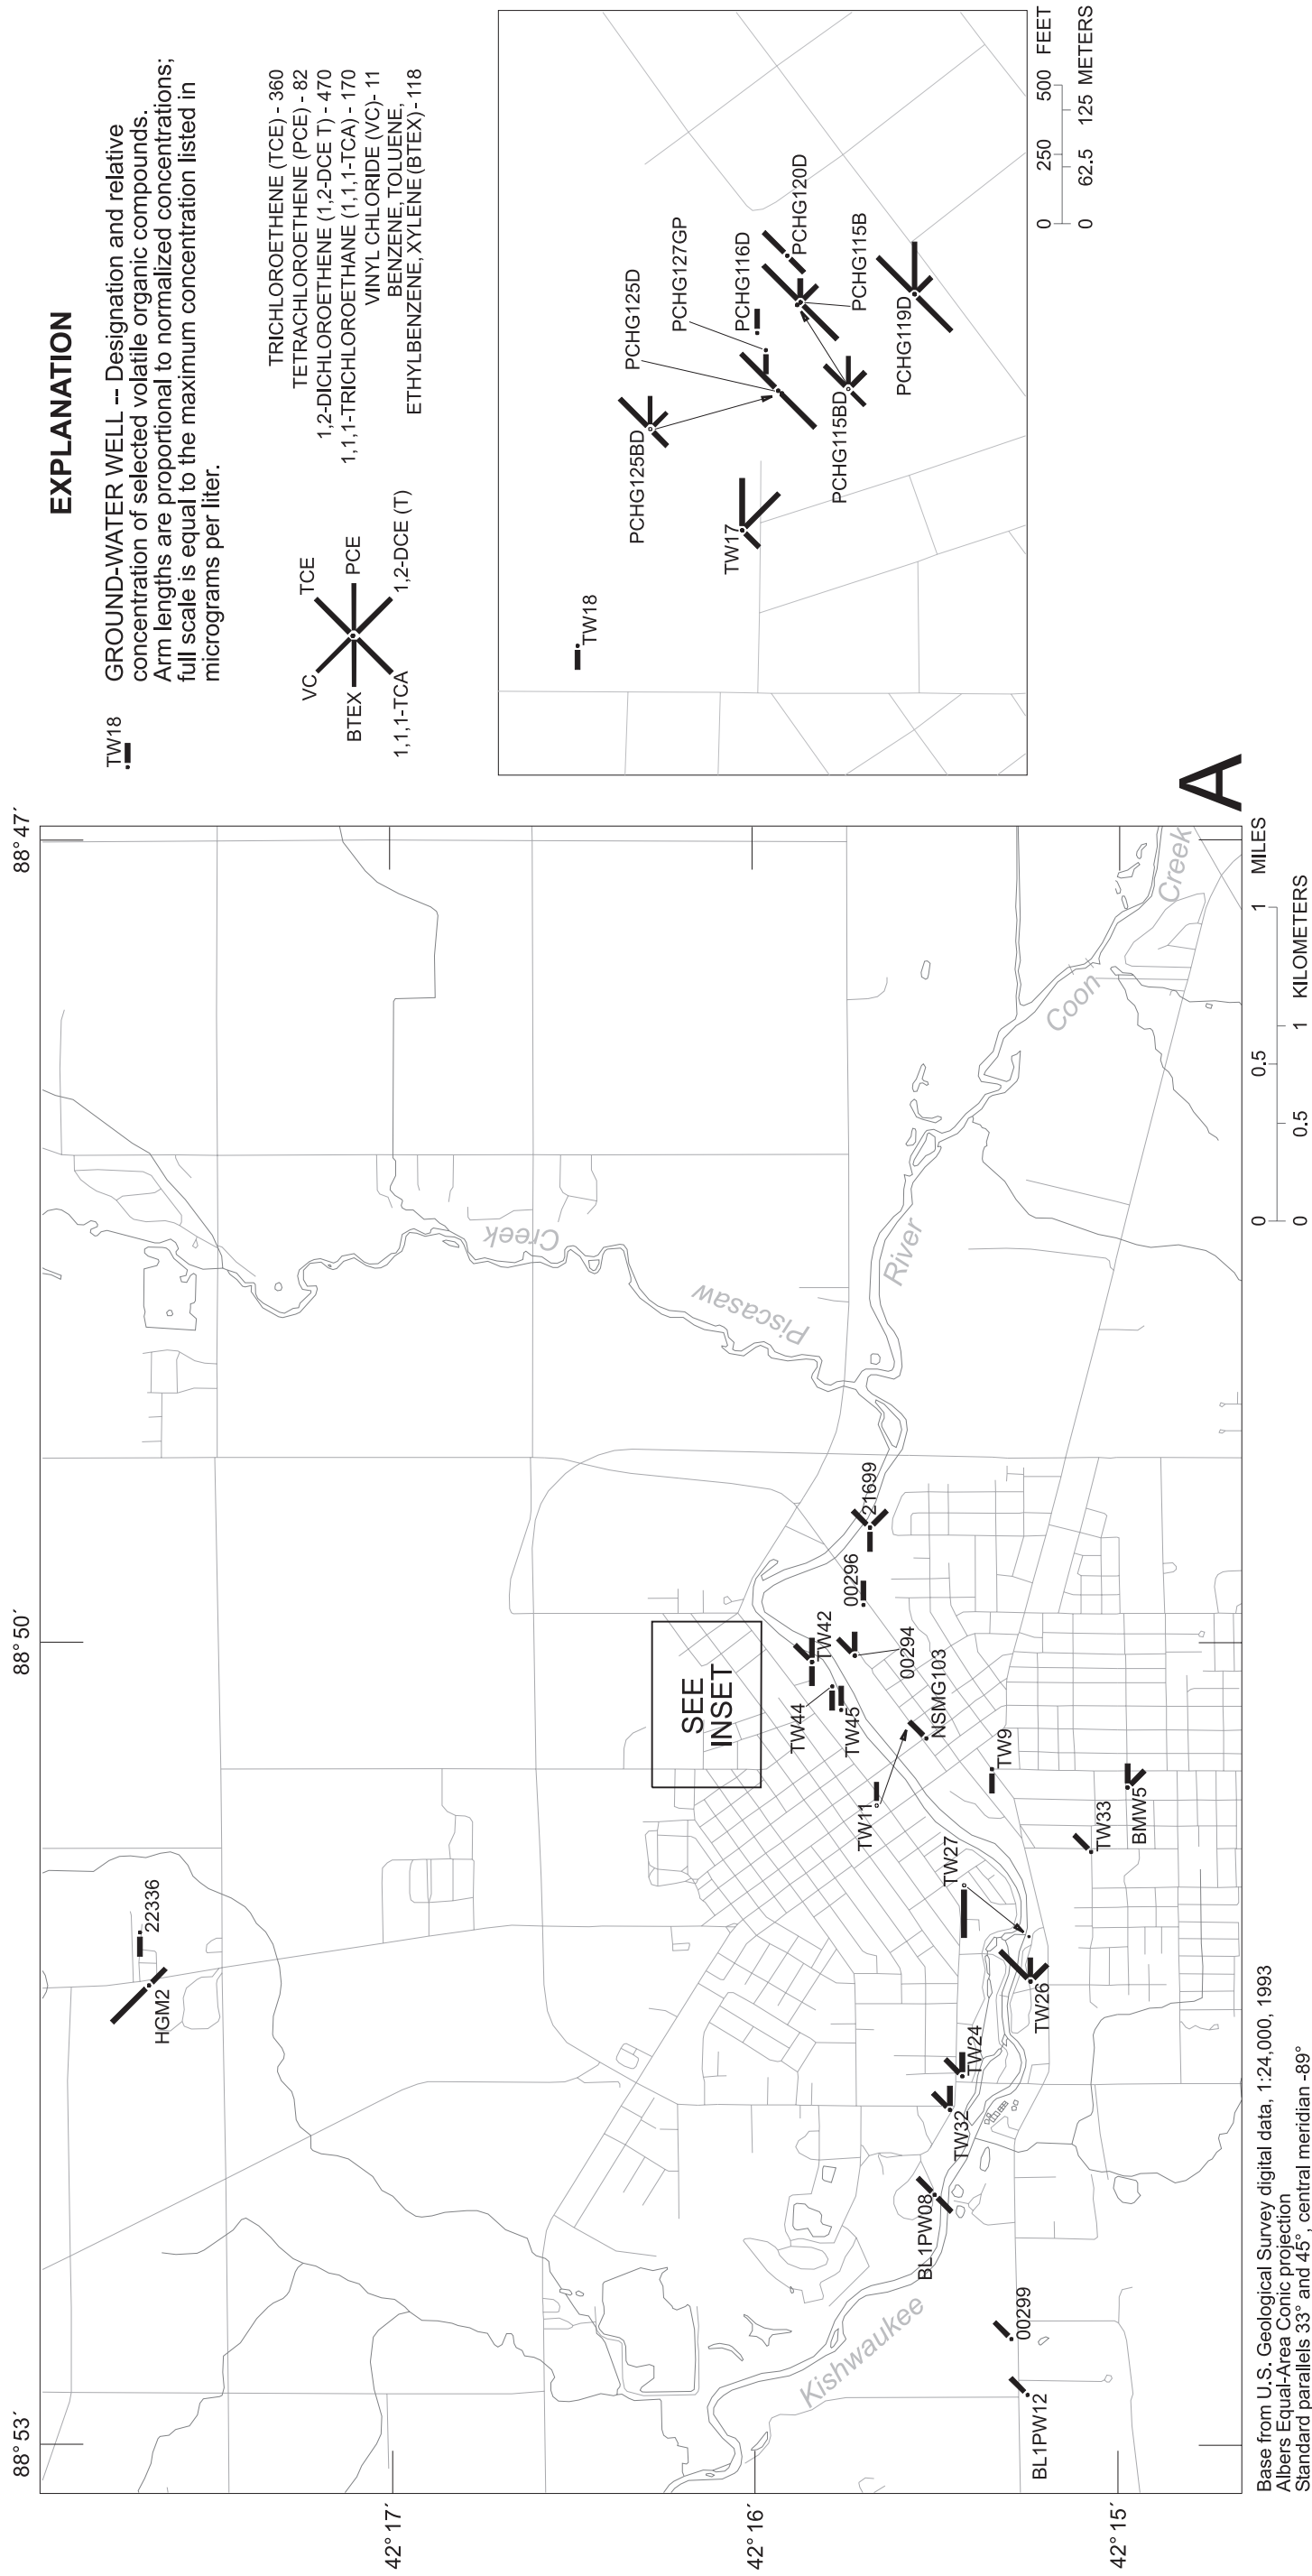 EXPLANATION
TW18
GROUND-WATER WELL -- Designation and relative
concentration of selected volatile organic compounds.
Arm lengths are proportional to normalized concentrations;
full scale is equal to the maximum concentration listed in
micrograms per liter.
VC
TCE
BTEX
PCE
1,1,1-TCA
1,2-DCE (T)
TRICHLOROETHENE (TCE) - 360
TETRACHLOROETHENE (PCE) - 82
1,2-DICHLOROETHENE (1,2-DCE T) - 470
1,1,1-TRICHLOROETHANE (1,1,1-TCA) - 170
VINYL CHLORIDE (VC)- 11
BENZENE, TOLUENE,
ETHYLBENZENE, XYLENE (BTEX) - 118
TW18
PCHG125BD
PCHG125D
PCHG127GP
TW17
PCHG116D
PCHG120D
PCHG115BD
PCHG115B
PCHG119D
0 250 500 FEET
0 62.5 125 METERS
88° 53´
88° 50´
88° 47´
42° 17´
42° 16´
42° 15´
22336
HGM2
Creek
Piscasaw
SEE
INSET
TW42
TW44
TW45
00296
21699
River
00294
TW11
NSMG103
Kishwaukee
BL1PW08
TW32
TW24
TW27
TW9
TW26
00299
BL1PW12
TW33
BMW5
Coon
Creek
A
0 0.5 1 MILES
0 0.5 1 KILOMETERS
Base from U.S. Geological Survey digital data, 1:24,000, 1993
Albers Equal-Area Conic projection
Standard parallels 33° and 45°, central meridian -89°